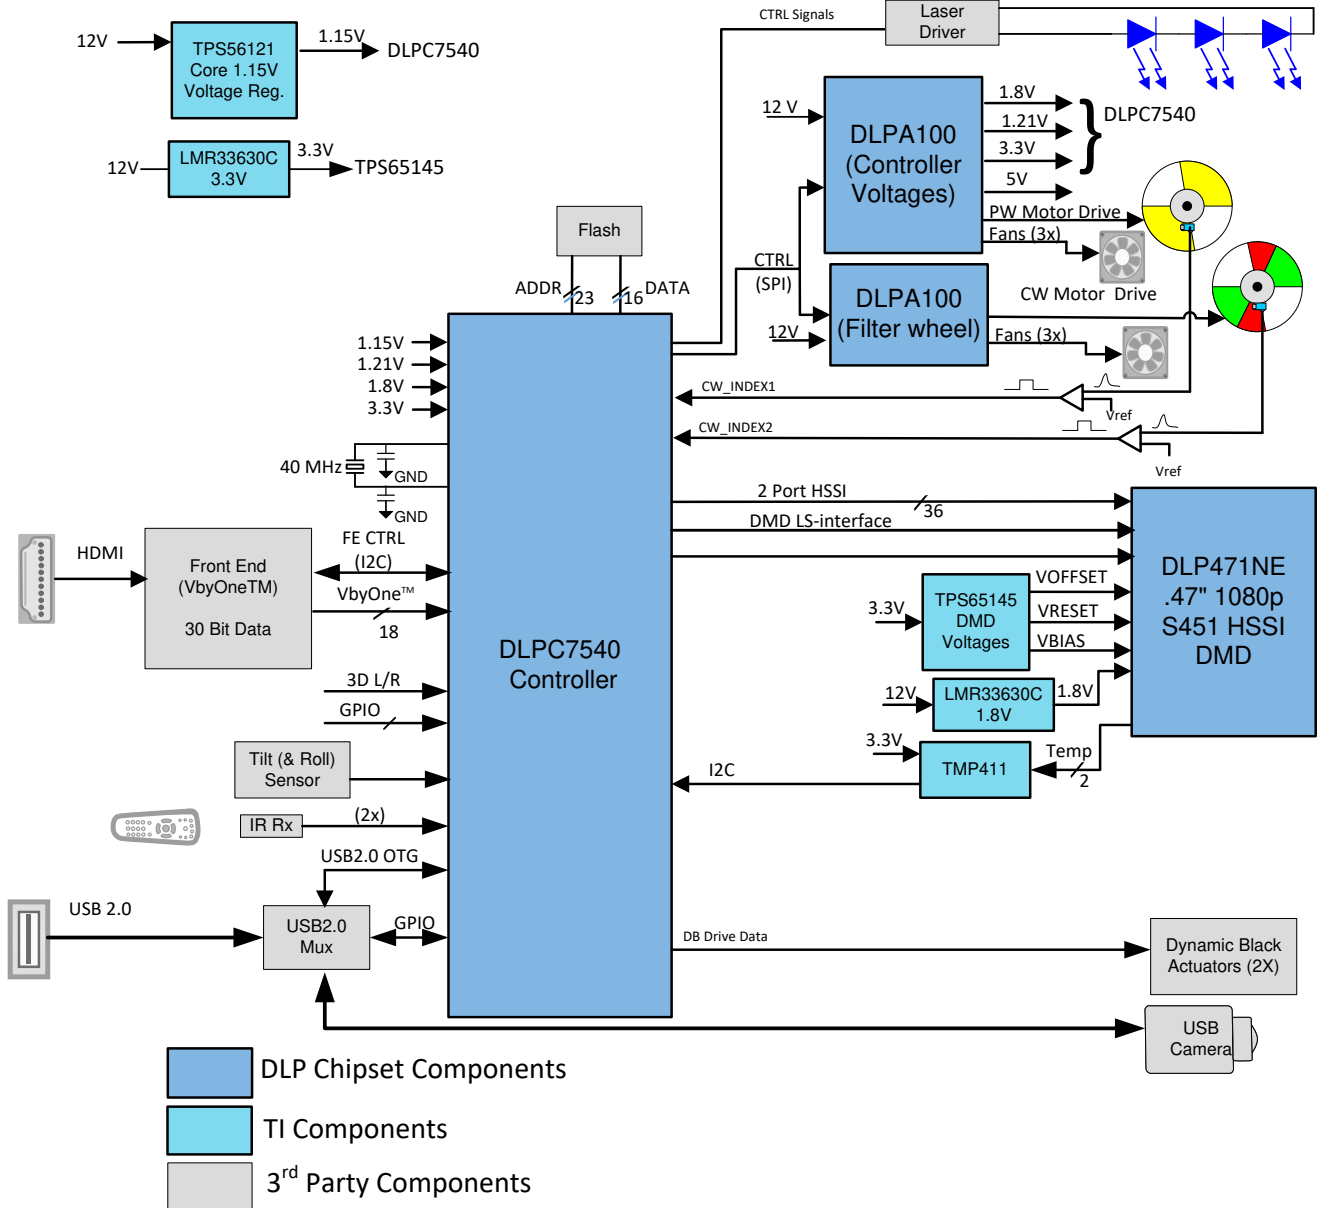 12V
TPS56121
Core 1.15V
Voltage Reg.
1.15V
DLPC7540
12V
LMR33630C
3.3V
3.3V
TPS65145
CTRL Signals
Laser
Driver
12 V
DLPA100
(Controller
Voltages)
1.8V
1.21V
3.3V
5V
DLPC7540
PW Motor Drive
Fans (3x)
CTRL
(SPI)
12V
DLPA100
(Filter wheel)
CW Motor Drive
Fans (3x)
Flash
ADDR
23
16
DATA
1.15V
1.21V
1.8V
3.3V
CW_INDEX1
Vref
CW_INDEX2
Vref
40 MHz
GND
GND
2 Port HSSI
36
DMD LS-interface
HDMI
Front End
(VbyOneTM)
30 Bit Data
FE CTRL
(I2C)
VbyOne™
18
DLPC7540
Controller
3.3V
TPS65145
DMD
Voltages
VOFFSET
VRESET
VBIAS
DLP471NE
.47" 1080p
S451 HSSI
DMD
12V
LMR33630C
1.8V
1.8V
3.3V
TMP411
Temp
2
I2C
3D L/R
GPIO
Tilt (& Roll)
Sensor
IR Rx
(2x)
USB2.0 OTG
USB 2.0
USB2.0
Mux
GPIO
DB Drive Data
Dynamic Black
Actuators (2X)
USB
Camera
DLP Chipset Components
TI Components
3rd Party Components